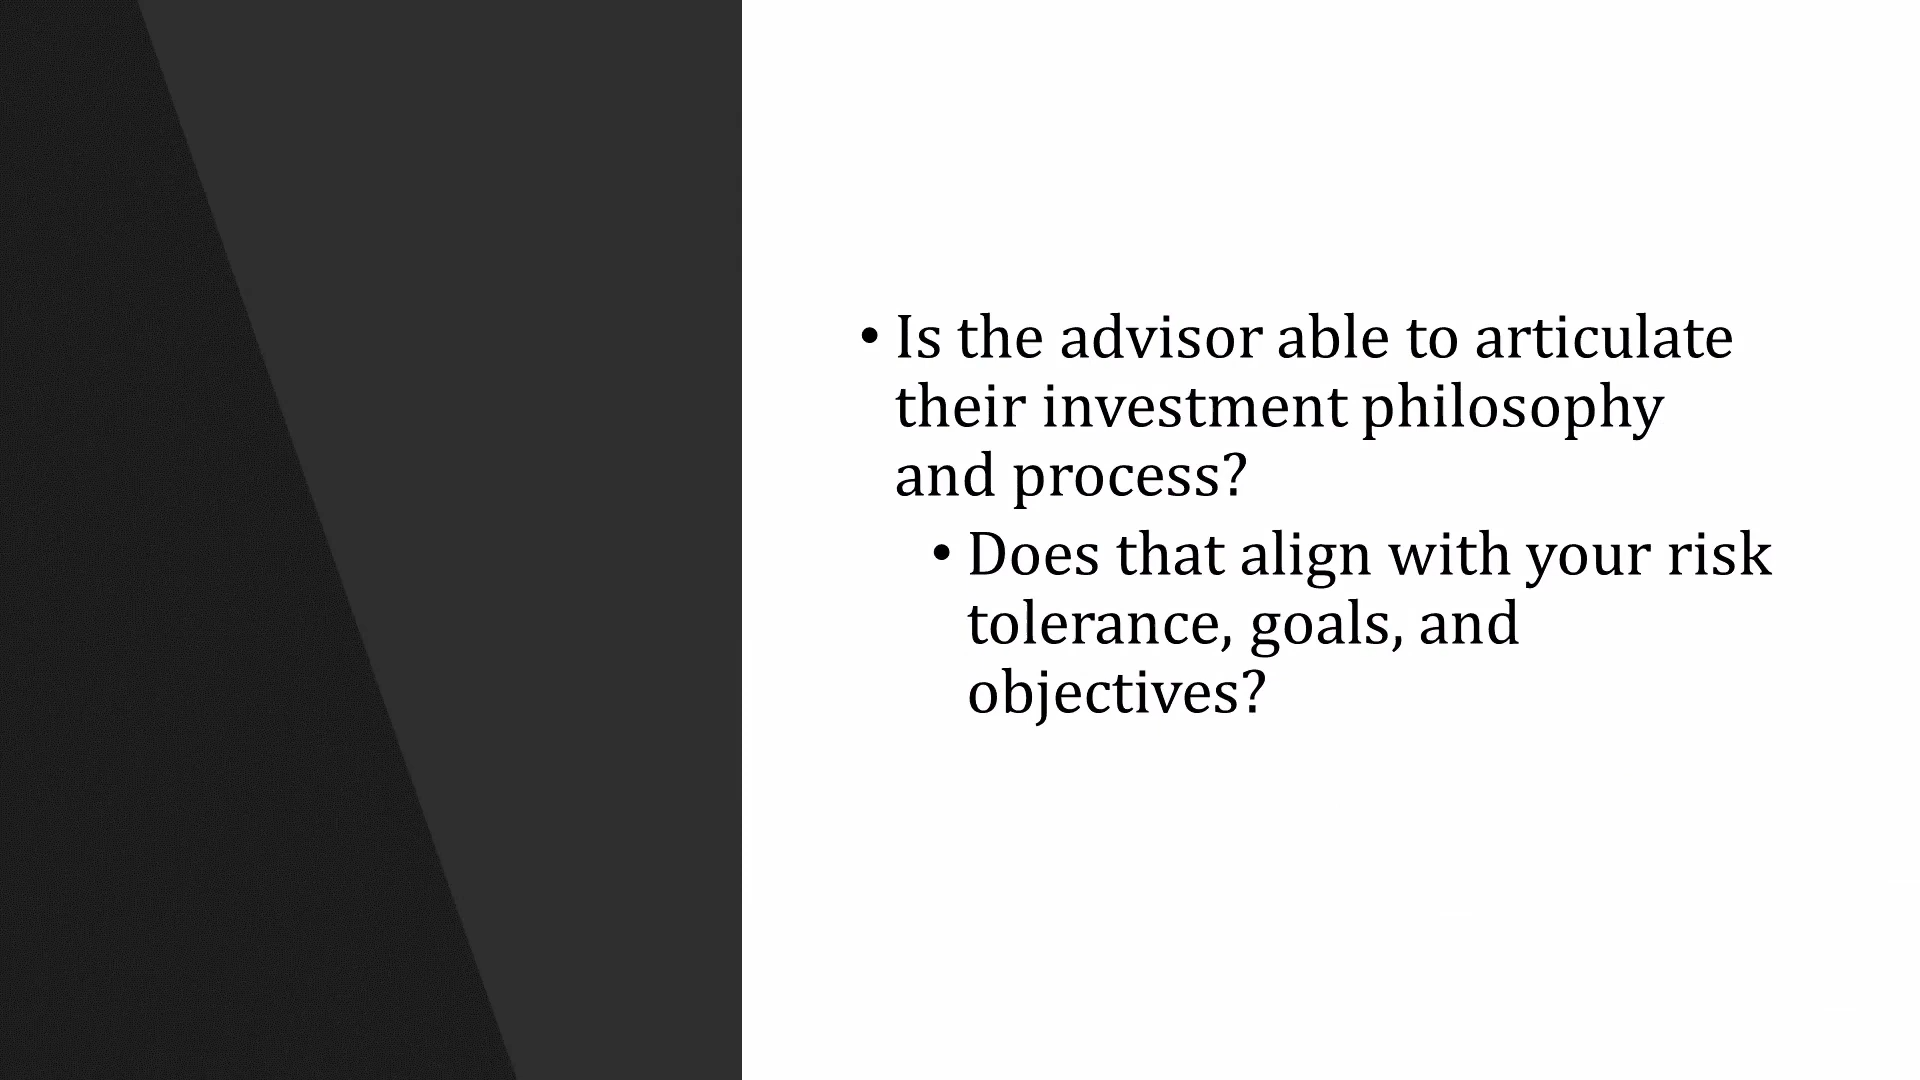 • Is the advisor able to articulate
their investment philosophy
and process?
• Does that align with your risk
tolerance, goals, and
objectives?